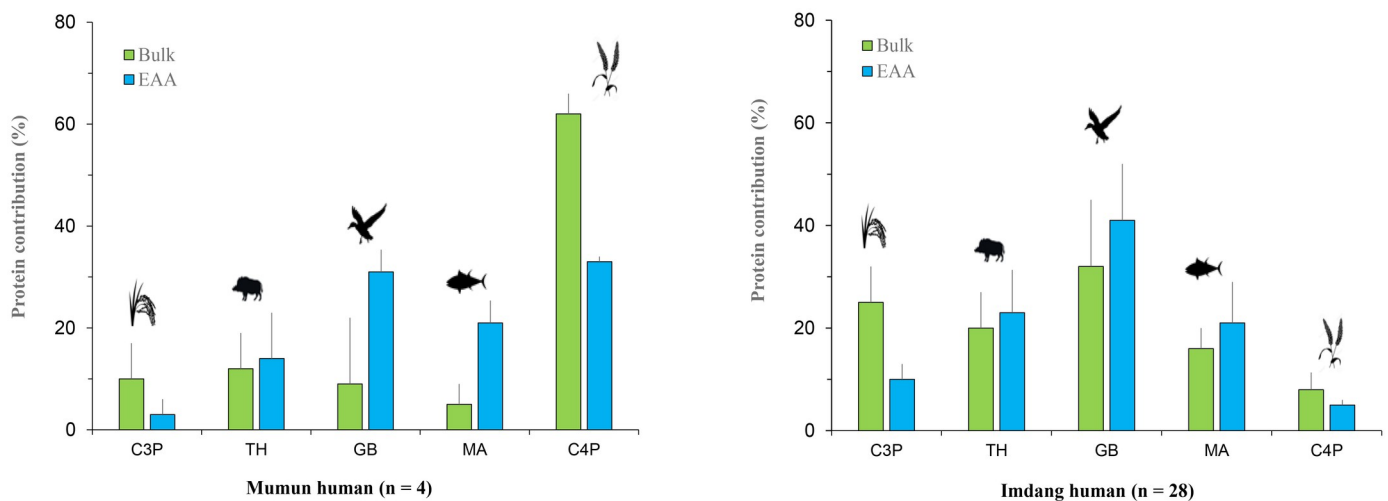 80
60
40
20
0
Protein contribution (%)
Bulk
EAA
C3P TH GB MA C4P
Mumun human (n = 4)
80
60
40
20
0
Protein contribution (%)
Bulk
EAA
C3P TH GB MA C4P
Imdang human (n = 28)